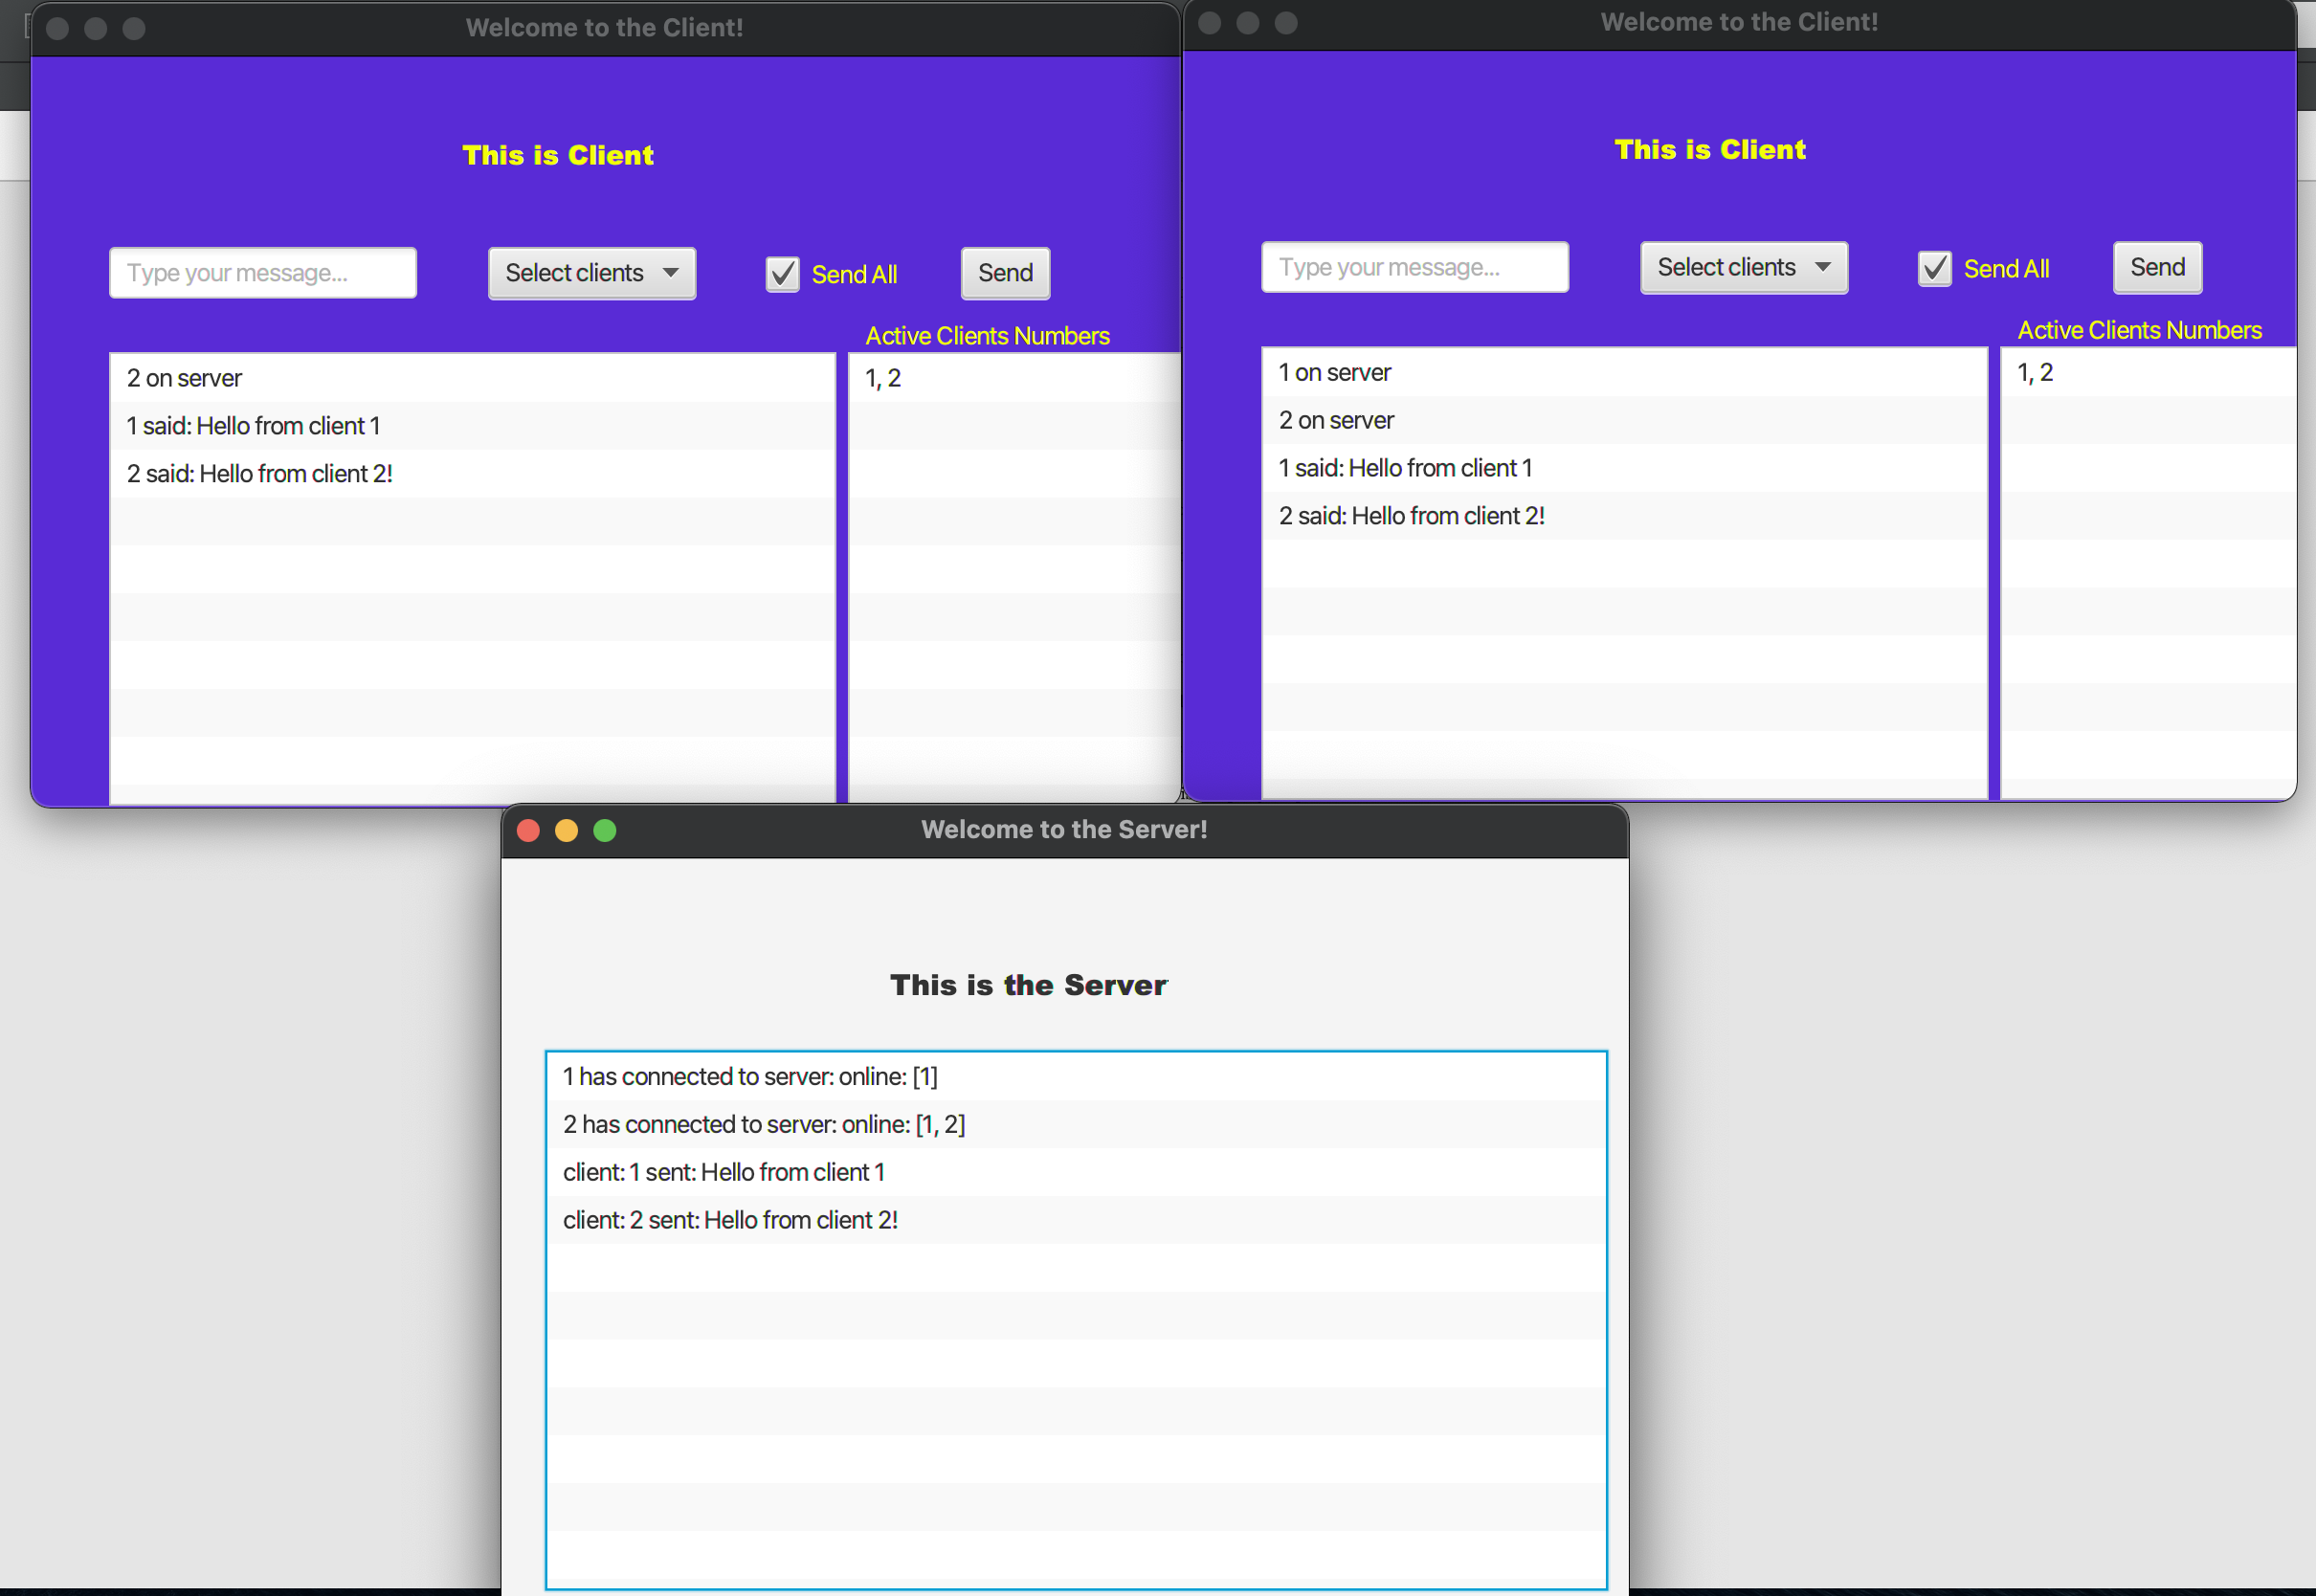 Welcome to the Client!
This is Client
Type your message...
Select clients
Send All
Send
Active Clients Numbers
2 on server
1 said: Hello from client 1
2 said: Hello from client 2!
1, 2
Welcome to the Client!
This is Client
Type your message...
Select clients
Send All
Send
Active Clients Numbers
1 on server
2 on server
1 said: Hello from client 1
2 said: Hello from client 2!
1, 2
Welcome to the Server!
This is the Server
1 has connected to server: online: [1]
2 has connected to server: online: [1, 2]
client: 1 sent: Hello from client 1
client: 2 sent: Hello from client 2!